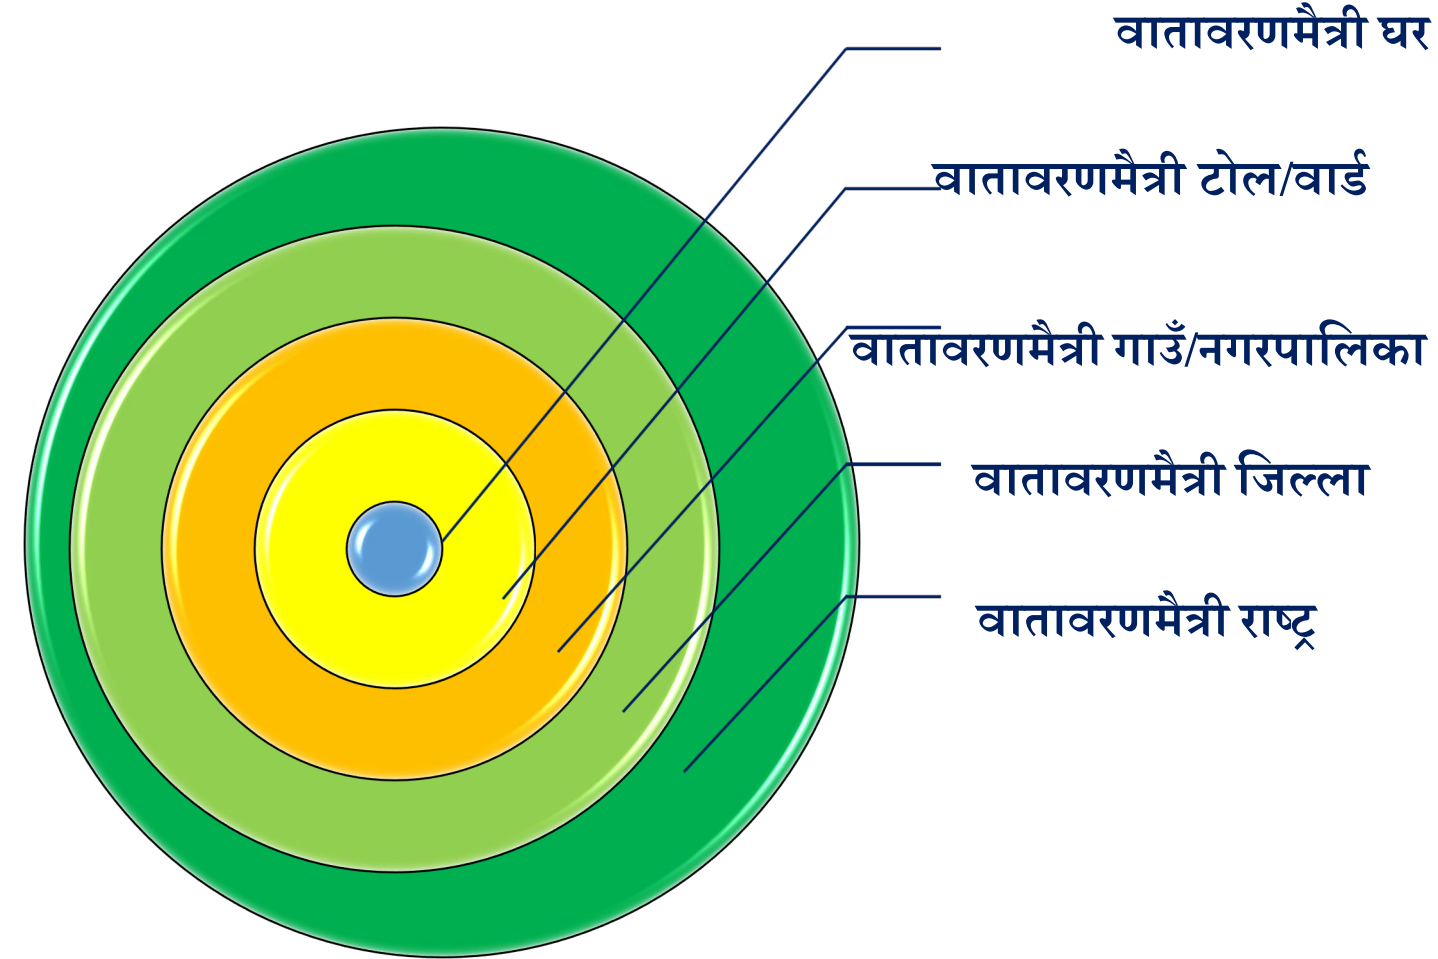 वातावरणमैत्री घर
वातावरणमैत्री टोल/वार्ड
वातावरणमैत्री गाउँ/नगरपालिका
वातावरणमैत्री जिल्ला
वातावरणमैत्री राष्ट्र